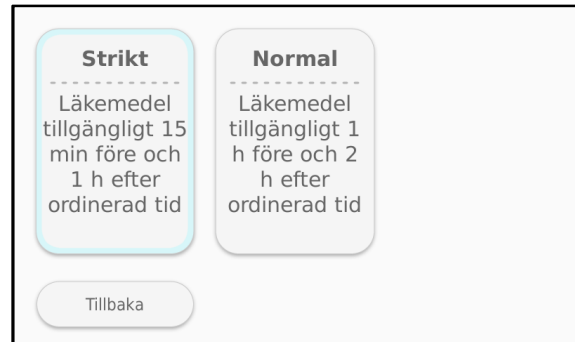 Strikt
Läkemedel
tillgängligt 15
min före och
1 h efter
ordinerad tid
Normal
Läkemedel
tillgängligt 1
h före och 2
h efter
ordinerad tid
Tillbaka